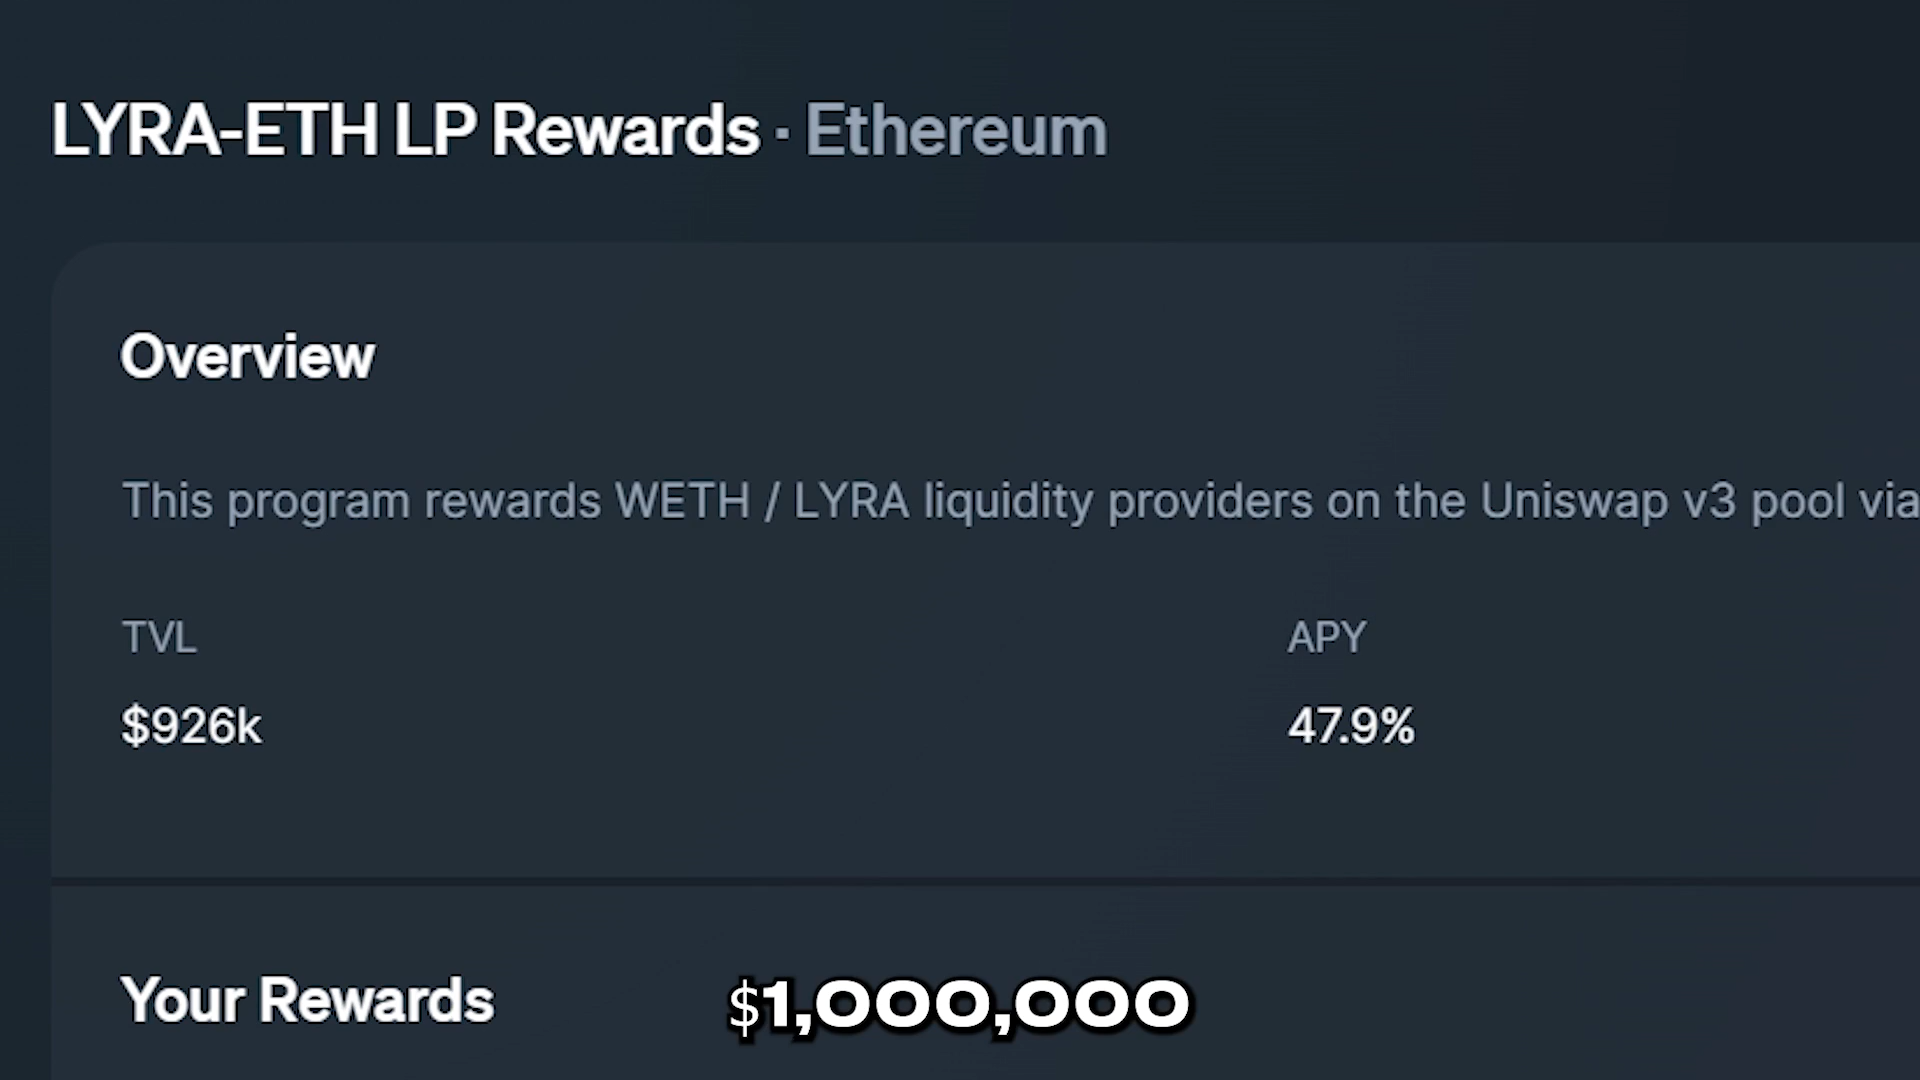 LYRA-ETH LP Rewards · Ethereum
Overview
This program rewards WETH / LYRA liquidity providers on the Uniswap v3 pool via
TVL
APY
$926k
47.9%
Your Rewards
$1,000,000